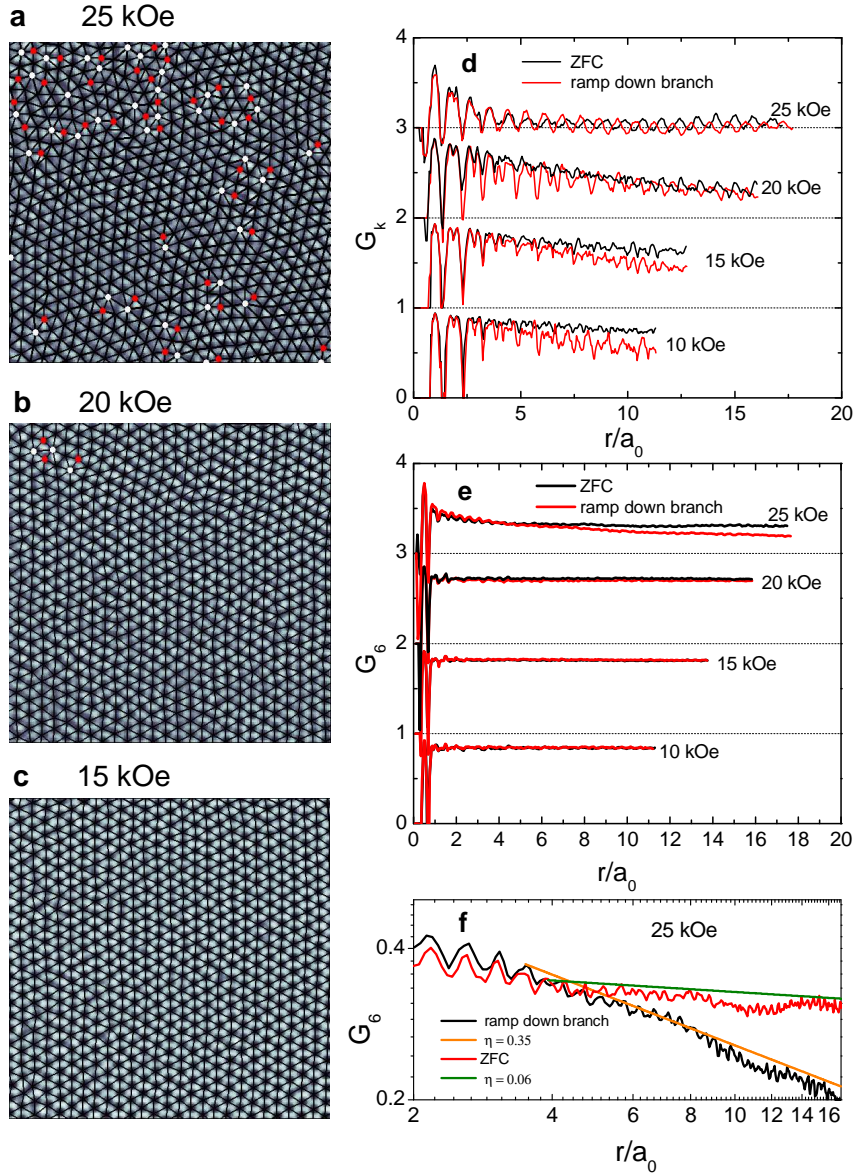 a 25 kOe
b 20 kOe
c 15 kOe
d
ZFC
ramp down branch
25 kOe
20 kOe
15 kOe
10 kOe
G_k
4
3
2
1
0
0 5 10 15 20
r/a_0
e
ZFC
ramp down branch
25 kOe
20 kOe
15 kOe
10 kOe
G_6
4
3
2
1
0
0 2 4 6 8 10 12 14 16 18 20
r/a_0
f
25 kOe
ramp down branch
η = 0.35
ZFC
η = 0.06
G_6
0.4
0.2
2 4 6 8 10 12 14 16
r/a_0